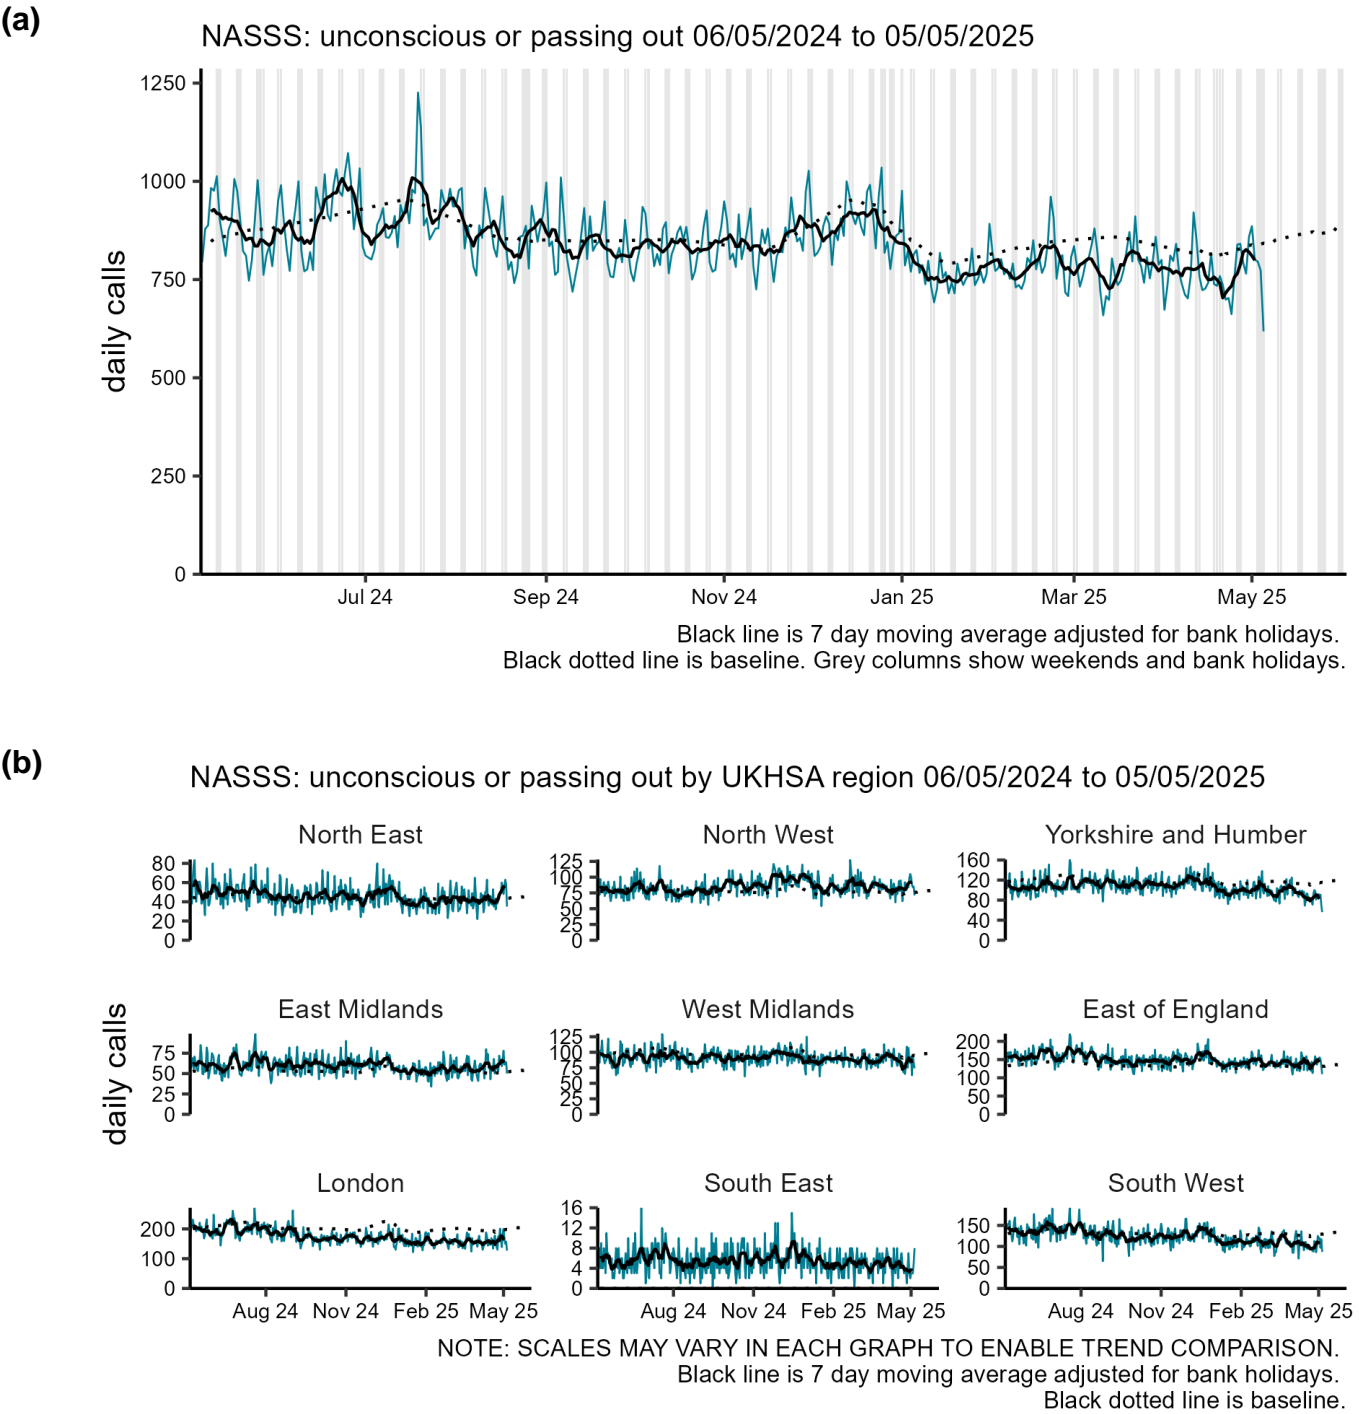 (a)
NASSS: unconscious or passing out 06/05/2024 to 05/05/2025
daily calls
1250
1000
750
500
250
0
Jul 24 Sep 24 Nov 24 Jan 25 Mar 25 May 25
Black line is 7 day moving average adjusted for bank holidays.
Black dotted line is baseline. Grey columns show weekends and bank holidays.
(b)
NASSS: unconscious or passing out by UKHSA region 06/05/2024 to 05/05/2025
daily calls
North East
80
60
40
20
0
North West
125
100
75
50
25
0
Yorkshire and Humber
160
120
80
40
0
East Midlands
75
50
25
0
West Midlands
125
100
75
50
25
0
East of England
200
150
100
50
0
London
200
100
0
Aug 24 Nov 24 Feb 25 May 25
South East
16
12
8
4
0
Aug 24 Nov 24 Feb 25 May 25
South West
150
100
50
0
Aug 24 Nov 24 Feb 25 May 25
NOTE: SCALES MAY VARY IN EACH GRAPH TO ENABLE TREND COMPARISON.
Black line is 7 day moving average adjusted for bank holidays.
Black dotted line is baseline.